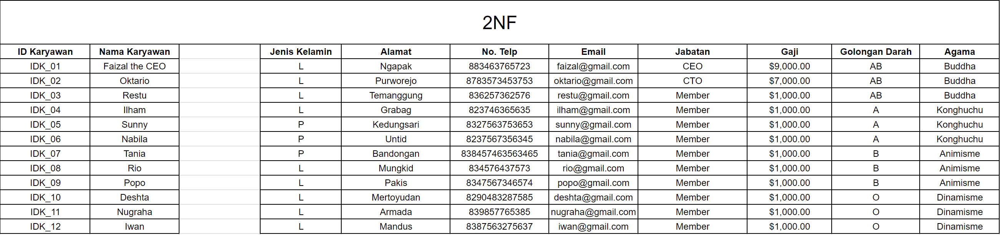 2NF
ID Karyawan Nama Karyawan Jenis Kelamin Alamat No. Telp Email Jabatan Gaji Golongan Darah Agama
IDK_01 Faizal the CEO L Ngapak 883463765723 faizal@gmail.com CEO $9,000.00 AB Buddha
IDK_02 Oktario L Purworejo 8783573453753 oktario@gmail.com CTO $7,000.00 AB Buddha
IDK_03 Restu L Temanggung 836257362576 restu@gmail.com Member $1,000.00 AB Buddha
IDK_04 Ilham L Grabag 823746365635 ilham@gmail.com Member $1,000.00 A Konghuchu
IDK_05 Sunny P Kedungsari 8327563753653 sunny@gmail.com Member $1,000.00 A Konghuchu
IDK_06 Nabila P Untid 8237567356345 nabila@gmail.com Member $1,000.00 A Konghuchu
IDK_07 Tania P Bandongan 838457463563465 tania@gmail.com Member $1,000.00 B Animisme
IDK_08 Rio L Mungkid 834576437573 rio@gmail.com Member $1,000.00 B Animisme
IDK_09 Popo L Pakis 8347567346574 popo@gmail.com Member $1,000.00 B Animisme
IDK_10 Deshta L Mertoyudan 8290483287585 deshta@gmail.com Member $1,000.00 O Dinamisme
IDK_11 Nugraha L Armada 839857765385 nugraha@gmail.com Member $1,000.00 O Dinamisme
IDK_12 Iwan L Mandus 8387563275637 iwan@gmail.com Member $1,000.00 O Dinamisme